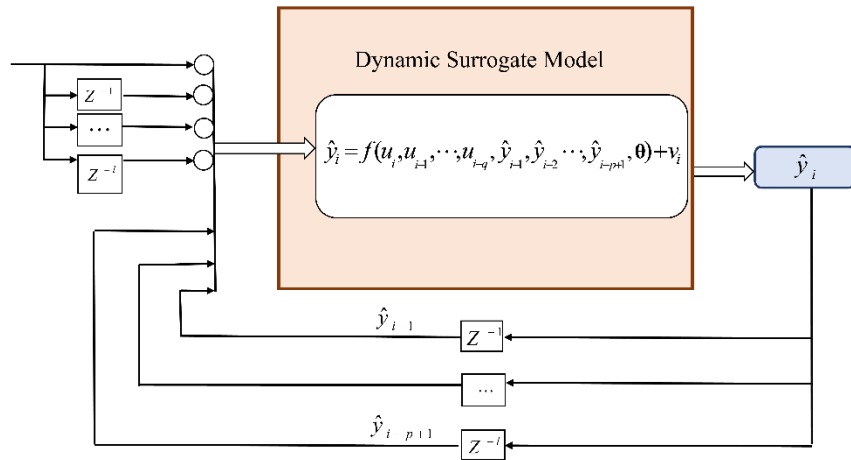 Dynamic Surrogate Model
Z⁻¹
…
Z⁻ⁱ
ŷᵢ = f(uᵢ, uᵢ₋₁, ⋯, uᵢ₋q, ŷᵢ₋₁, ŷᵢ₋₂ ⋯, ŷᵢ₋ₚ₊₁, θ) + vᵢ
ŷᵢ
ŷᵢ₋₁
Z⁻¹
…
ŷᵢ₋ₚ₊₁
Z⁻ⁱ